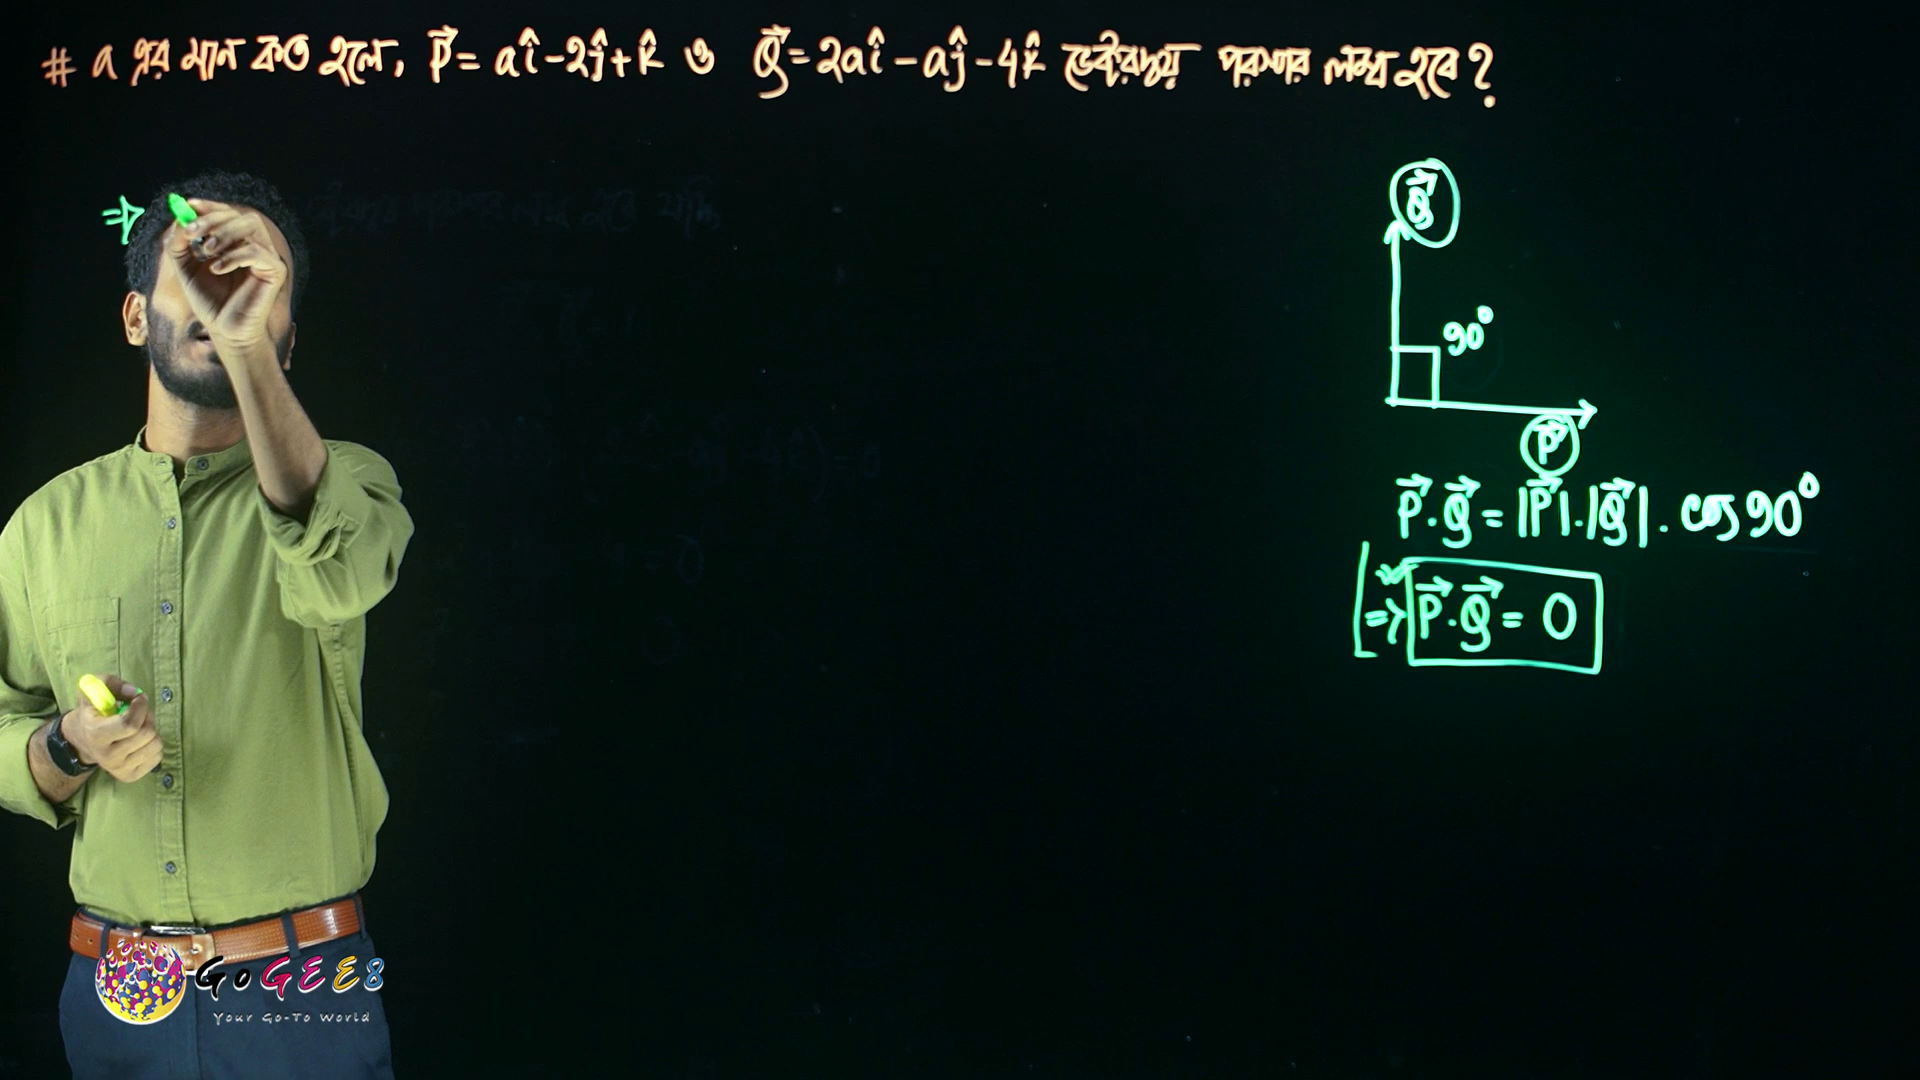 # a এর মান কত হলে, P⃗ = aî - 2ĵ + k̂ ও Q⃗ = 2aî - aĵ - 4k̂ ভেক্টরদ্বয় পরস্পর লম্ব হবে?
⇒
Q⃗
90°
P⃗
P⃗ . Q⃗ = |P⃗| . |Q⃗| . cos 90°
⇒ P⃗ . Q⃗ = 0
GoGEE8
Your Go-To World